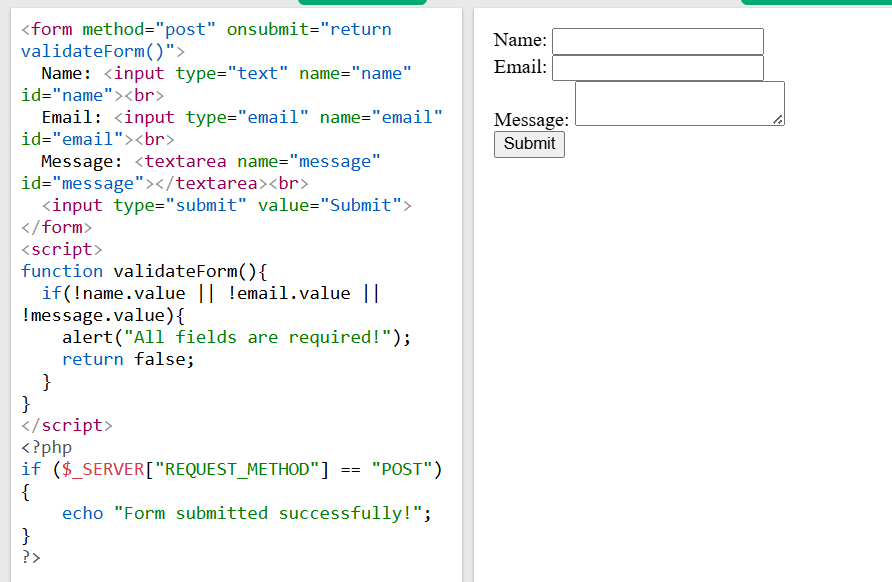 <form method="post" onsubmit="return
validateForm()">
  Name: <input type="text" name="name"
id="name"><br>
  Email: <input type="email" name="email"
id="email"><br>
  Message: <textarea name="message"
id="message"></textarea><br>
  <input type="submit" value="Submit">
</form>
<script>
function validateForm(){
  if(!name.value || !email.value ||
!message.value){
    alert("All fields are required!");
    return false;
  }
}
</script>
<?php
if ($_SERVER["REQUEST_METHOD"] == "POST")
{
    echo "Form submitted successfully!";
}
?>
Name:
Email:
Message:
Submit